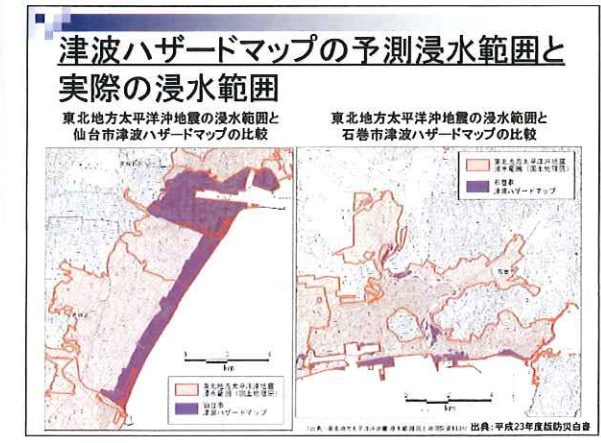 津波ハザードマップの予測浸水範囲と
実際の浸水範囲
東北地方太平洋沖地震の浸水範囲と
仙台市津波ハザードマップの比較
東北地方太平洋沖地震の浸水範囲と
石巻市津波ハザードマップの比較
東北地方太平洋沖地震
浸水範囲（国土地理院）
石巻市
津波ハザードマップ
km
東北地方太平洋沖地震
浸水範囲（国土地理院）
仙台市
津波ハザードマップ
km
出典：平成23年度版防災白書